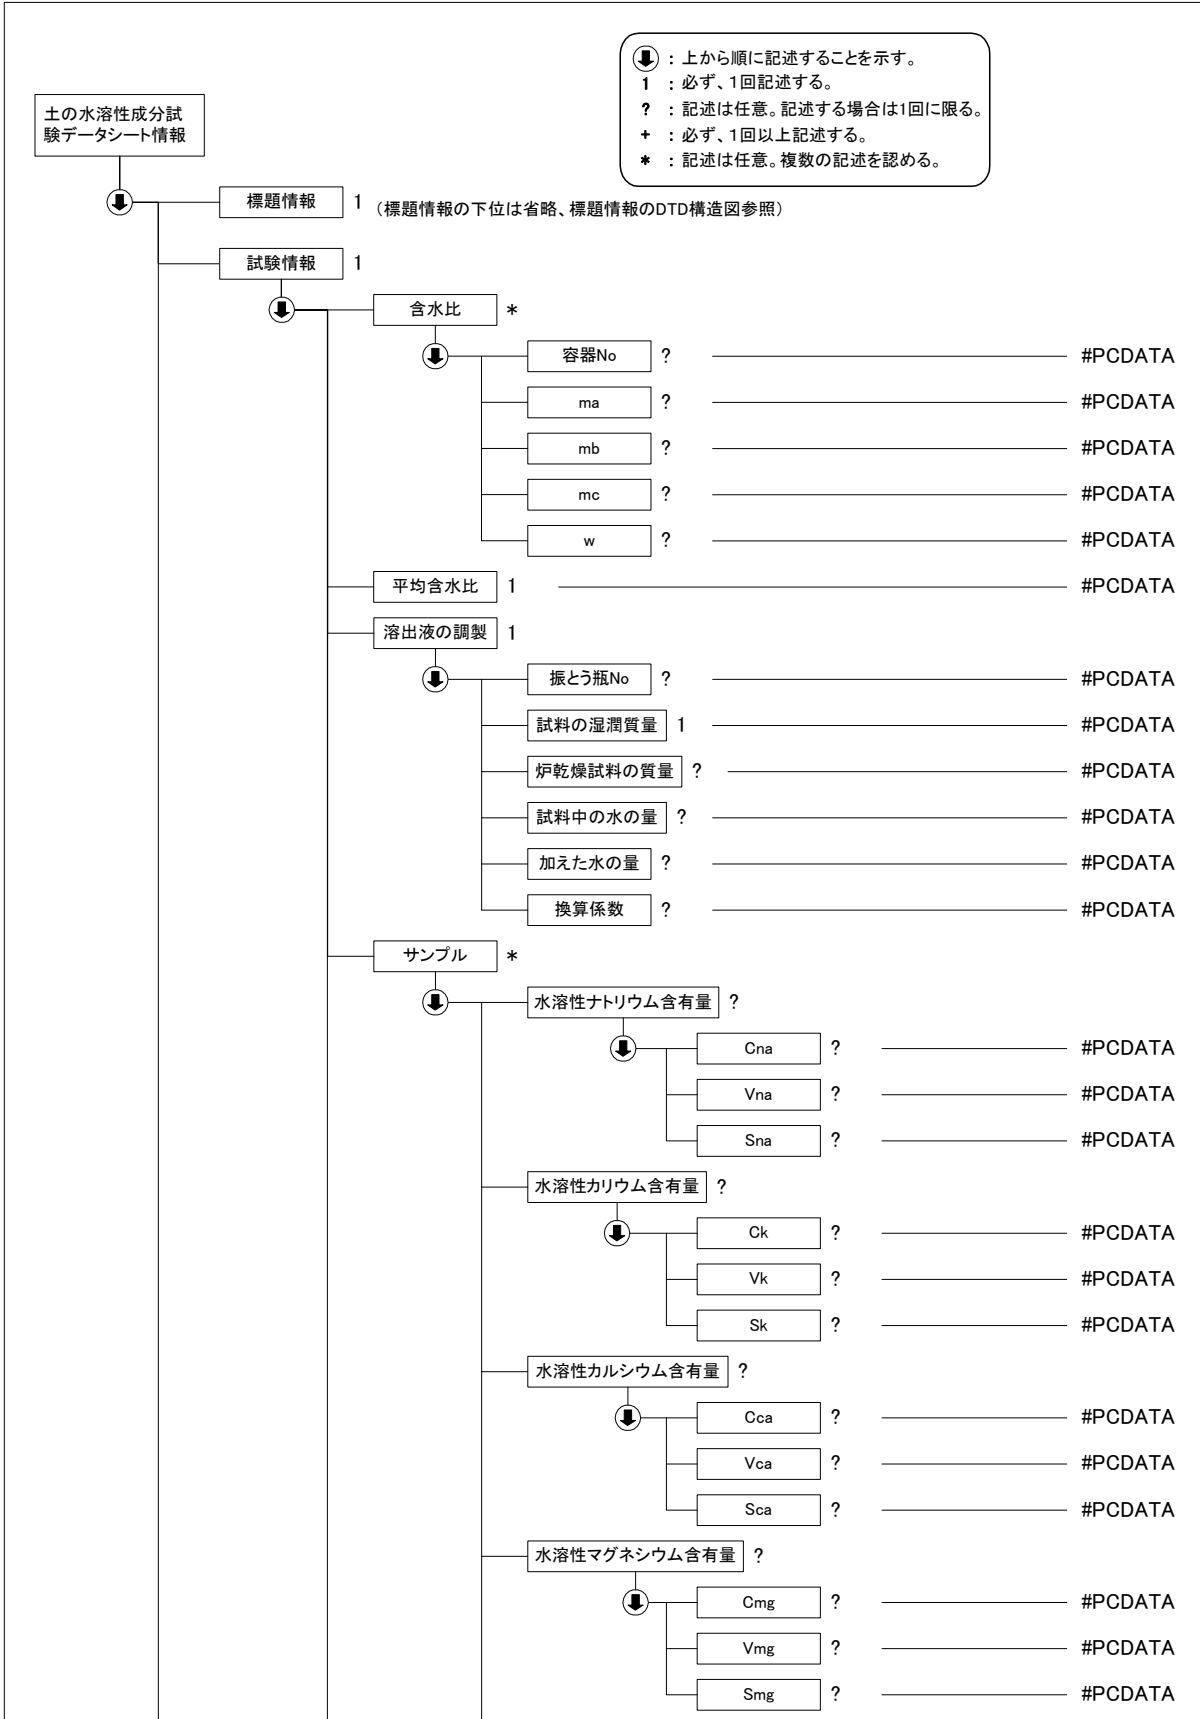 : 上から順に記述することを示す。
1 : 必ず、1回記述する。
? : 記述は任意。記述する場合は1回に限る。
+ : 必ず、1回以上記述する。
* : 記述は任意。複数の記述を認める。
土の水溶性成分試
験データシート情報
標題情報 1 (標題情報の下位は省略、標題情報のDTD構造図参照)
試験情報 1
含水比 *
容器No ? #PCDATA
ma ? #PCDATA
mb ? #PCDATA
mc ? #PCDATA
w ? #PCDATA
平均含水比 1 #PCDATA
溶出液の調製 1
振とう瓶No ? #PCDATA
試料の湿潤質量 1 #PCDATA
炉乾燥試料の質量 ? #PCDATA
試料中の水の量 ? #PCDATA
加えた水の量 ? #PCDATA
換算係数 ? #PCDATA
サンプル *
水溶性ナトリウム含有量 ?
Cna ? #PCDATA
Vna ? #PCDATA
Sna ? #PCDATA
水溶性カリウム含有量 ?
Ck ? #PCDATA
Vk ? #PCDATA
Sk ? #PCDATA
水溶性カルシウム含有量 ?
Cca ? #PCDATA
Vca ? #PCDATA
Sca ? #PCDATA
水溶性マグネシウム含有量 ?
Cmg ? #PCDATA
Vmg ? #PCDATA
Smg ? #PCDATA